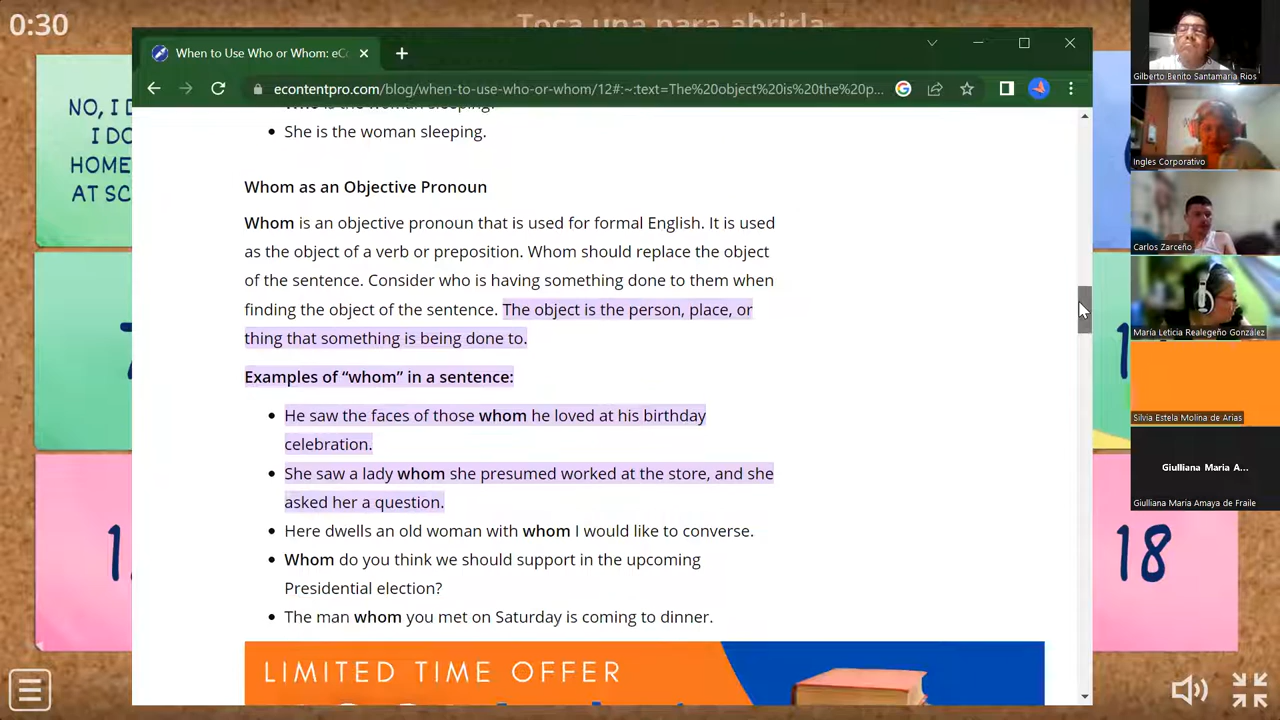 0:30
Toca una para abrirla
When to Use Who or Whom: eC
econtentpro.com/blog/when-to-use-who-or-whom/12#:~:text=The%20object%20is%20the%20p...
NO, I D
I DO
HOME
AT SC
Who is the woman sleeping.
She is the woman sleeping.
Whom as an Objective Pronoun
Whom is an objective pronoun that is used for formal English. It is used
as the object of a verb or preposition. Whom should replace the object
of the sentence. Consider who is having something done to them when
finding the object of the sentence. The object is the person, place, or
thing that something is being done to.
Examples of “whom” in a sentence:
He saw the faces of those whom he loved at his birthday
celebration.
She saw a lady whom she presumed worked at the store, and she
asked her a question.
Here dwells an old woman with whom I would like to converse.
Whom do you think we should support in the upcoming
Presidential election?
The man whom you met on Saturday is coming to dinner.
LIMITED TIME OFFER
18
Gilberto Benito Santamaria Rios
Ingles Corporativo
Carlos Zarceño
María Leticia Realegeño González
Silvia Estela Molina de Arias
Giulliana Maria A...
Giulliana Maria Amaya de Fraile